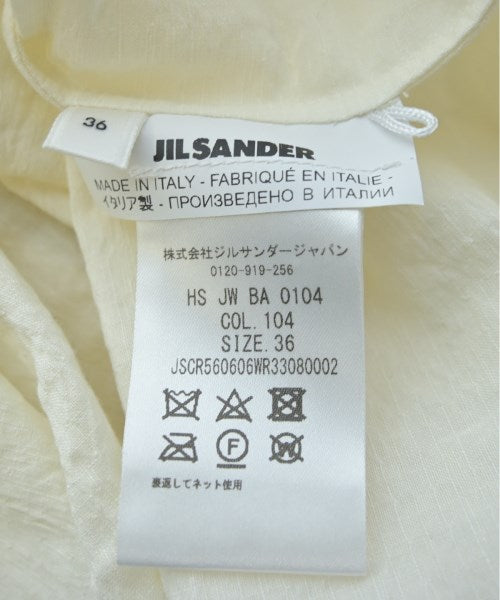 36
JIL SANDER
MADE IN ITALY - FABRIQUÉ EN ITALIE -
イタリア製 - ПРОИЗВЕДЕНО В ИТАЛИИ
株式会社ジルサンダージャパン
0120-919-256
HS JW BA 0104
COL. 104
SIZE. 36
JSCR560606WR33080002
F W
裏返してネット使用